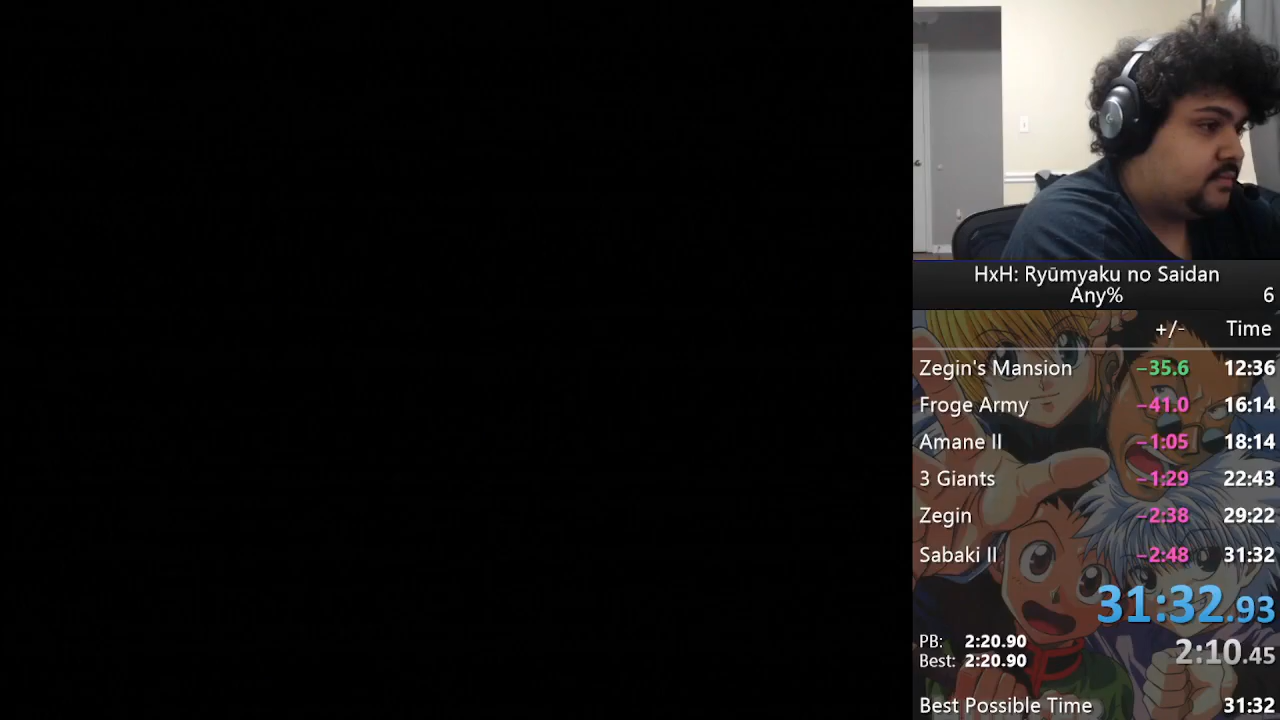 HxH: Ryūmyaku no Saidan
Any% 6
+/- Time
Zegin's Mansion −35.6 12:36
Froge Army −41.0 16:14
Amane II −1:05 18:14
3 Giants −1:29 22:43
Zegin −2:38 29:22
Sabaki II −2:48 31:32
31:32.93
PB: 2:20.90
Best: 2:20.90
2:10.45
Best Possible Time 31:32